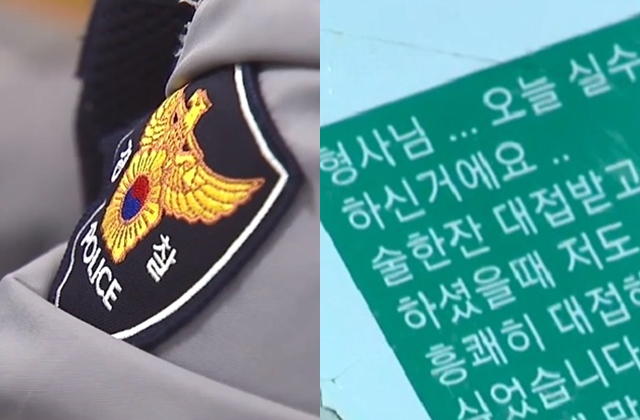 경
찰
POLICE
형사님 ... 오늘 실수
하신거에요 ..
술한잔 대접받고
하셨을때 저도
흥쾌히 대접하
싶었습니다